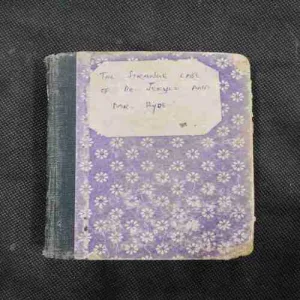 THE STRANGE CASE
OF DR. JEKYLL AND
MR. HYDE